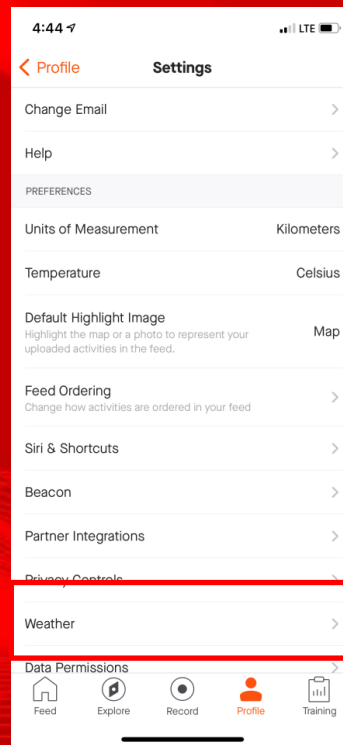 4:44 LTE
Profile Settings
Change Email
Help
PREFERENCES
Units of Measurement Kilometers
Temperature Celsius
Default Highlight Image
Highlight the map or a photo to represent your
uploaded activities in the feed.
Map
Feed Ordering
Change how activities are ordered in your feed
Siri & Shortcuts
Beacon
Partner Integrations
Privacy Controls
Weather
Data Permissions
Feed Explore Record Profile Training